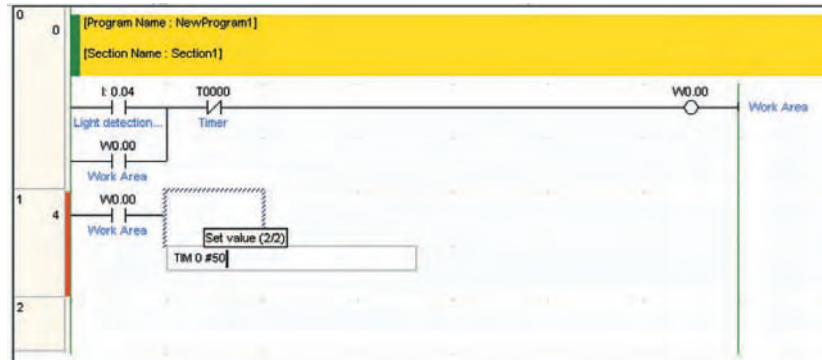 0
0
[Program Name : NewProgram1]
[Section Name : Section1]
I: 0.04
T0000
W0.00
Light detection...
Timer
Work Area
W0.00
Work Area
1
4
W0.00
Work Area
Set value (2/2)
TIM 0 #50
2